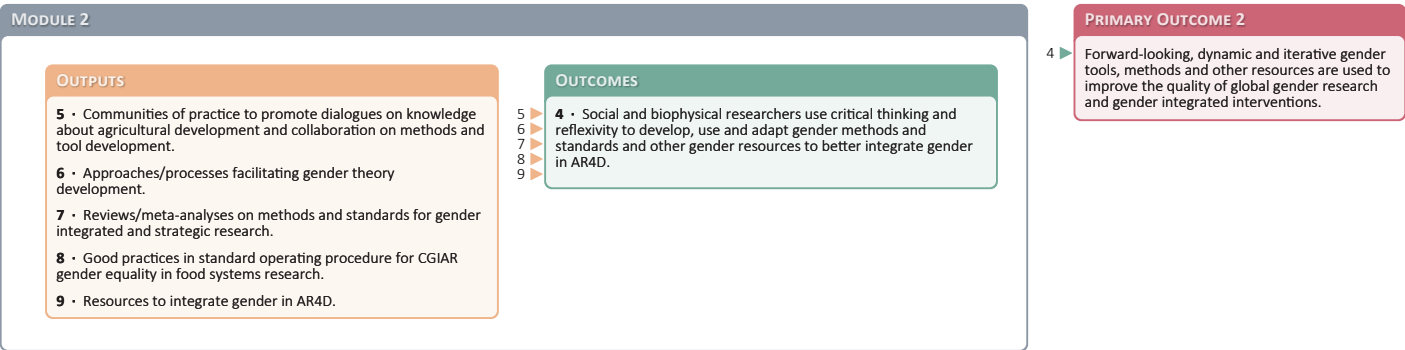 MODULE 2
OUTPUTS
5 · Communities of practice to promote dialogues on knowledge
about agricultural development and collaboration on methods and
tool development.
6 · Approaches/processes facilitating gender theory
development.
7 · Reviews/meta-analyses on methods and standards for gender
integrated and strategic research.
8 · Good practices in standard operating procedure for CGIAR
gender equality in food systems research.
9 · Resources to integrate gender in AR4D.
5
6
7
8
9
OUTCOMES
4 · Social and biophysical researchers use critical thinking and
reflexivity to develop, use and adapt gender methods and
standards and other gender resources to better integrate gender
in AR4D.
4
PRIMARY OUTCOME 2
Forward-looking, dynamic and iterative gender
tools, methods and other resources are used to
improve the quality of global gender research
and gender integrated interventions.